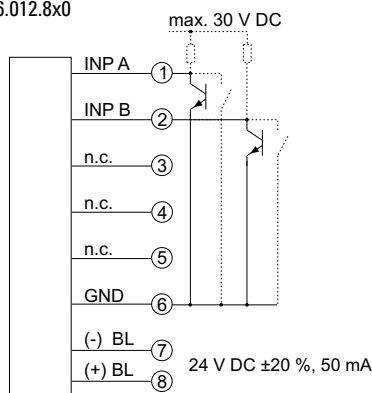 6.012.8x0
max. 30 V DC
INP A
1
INP B
2
n.c.
3
n.c.
4
n.c.
5
GND
6
(-) BL
7
(+) BL
8
24 V DC ±20 %, 50 mA